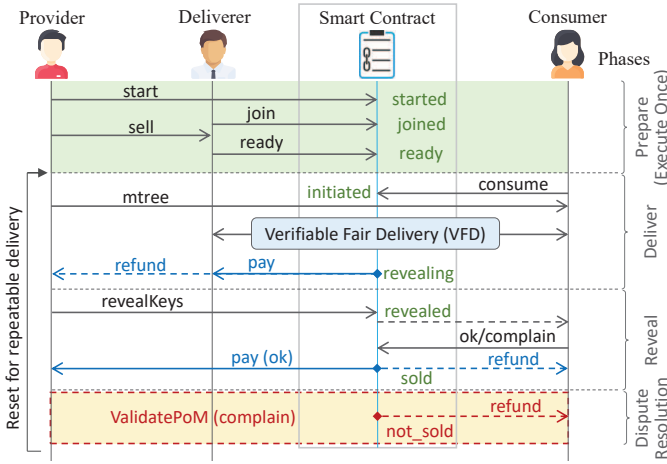 Provider
Deliverer
Smart Contract
Consumer
Phases
start
started
join
joined
sell
ready
ready
Prepare
(Execute Once)
initiated
consume
mtree
Verifiable Fair Delivery (VFD)
refund
pay
revealing
Deliver
revealKeys
revealed
ok/complain
pay (ok)
refund
sold
Reveal
ValidatePoM (complain)
refund
not_sold
Dispute
Resolution
Reset for repeatable delivery